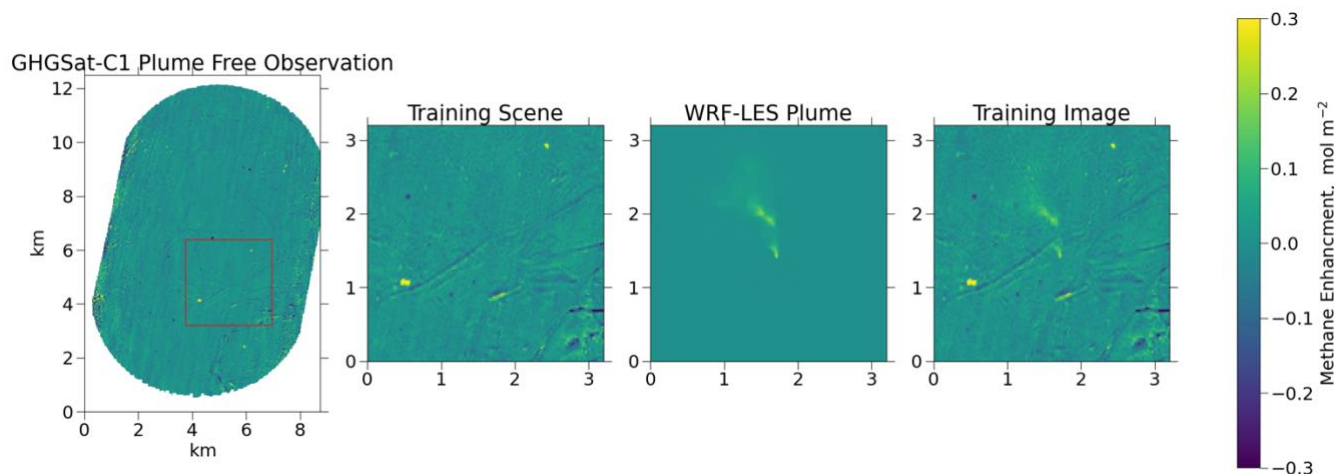 GHGSat-C1 Plume Free Observation
12
10
8
6
4
2
0
km
0 2 4 6 8
km
Training Scene
3
2
1
0
0 1 2 3
WRF-LES Plume
3
2
1
0
0 1 2 3
Training Image
3
2
1
0
0 1 2 3
0.3
0.2
0.1
0.0
−0.1
−0.2
−0.3
Methane Enhancment, mol m⁻²